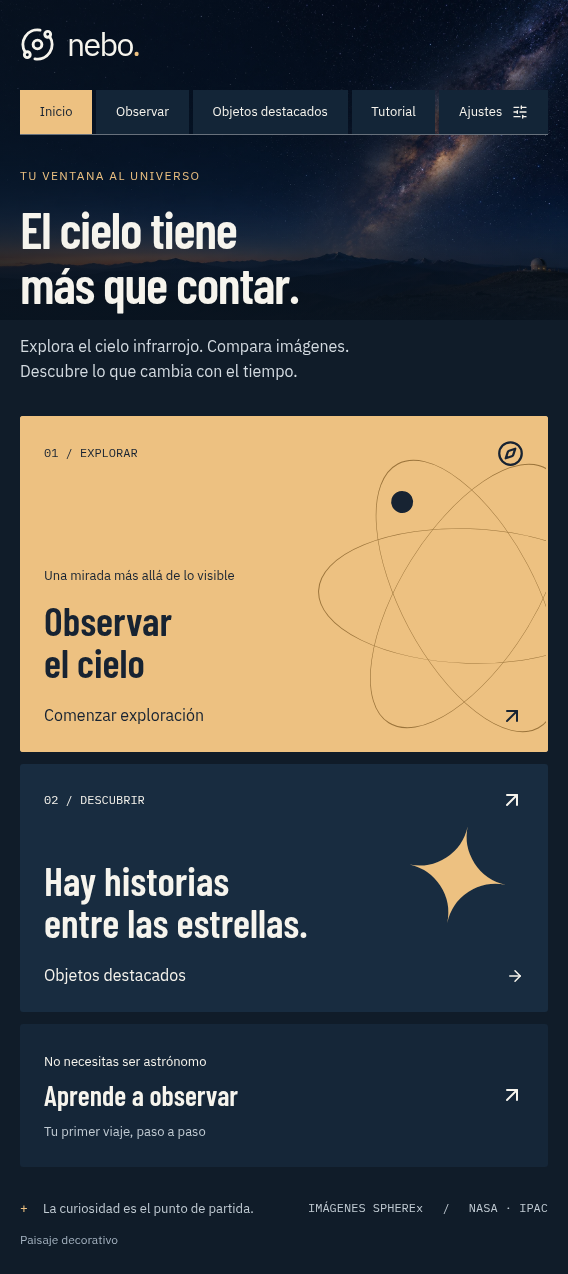 nebo.
Inicio
Observar
Objetos destacados
Tutorial
Ajustes
TU VENTANA AL UNIVERSO
El cielo tiene
más que contar.
Explora el cielo infrarrojo. Compara imágenes.
Descubre lo que cambia con el tiempo.
01 / EXPLORAR
Una mirada más allá de lo visible
Observar
el cielo
Comenzar exploración
02 / DESCUBRIR
Hay historias
entre las estrellas.
Objetos destacados
No necesitas ser astrónomo
Aprende a observar
Tu primer viaje, paso a paso
+ La curiosidad es el punto de partida.
IMÁGENES SPHEREx / NASA · IPAC
Paisaje decorativo